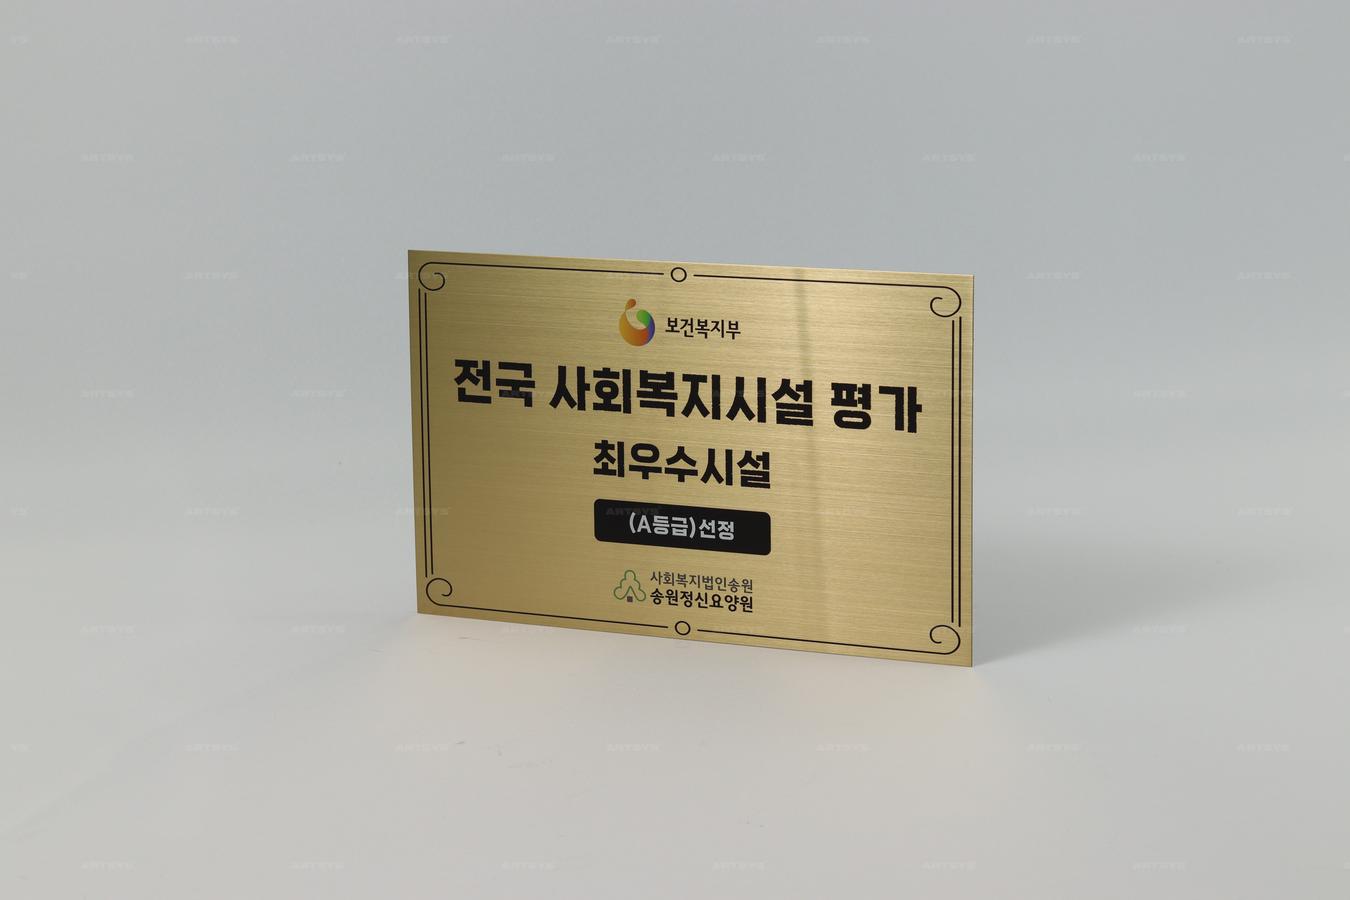 보건복지부
전국 사회복지시설 평가
최우수시설
(A등급)선정
사회복지법인송원
송원정신요양원
ARTSYS